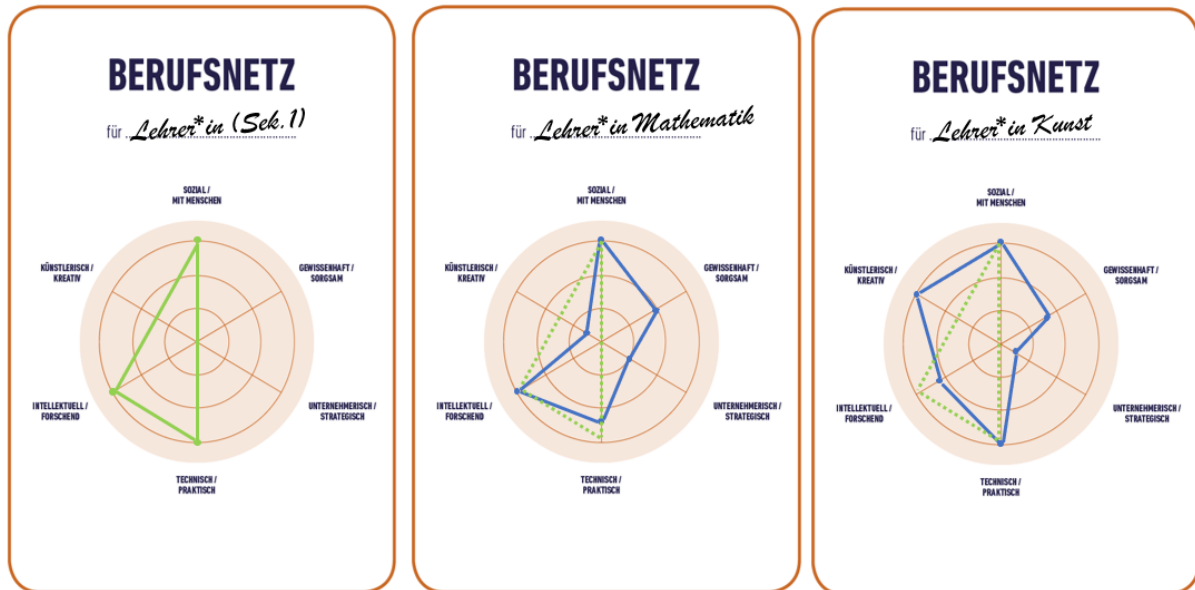 BERUFSNETZ
für Lehrer*in (Sek.1)
SOZIAL /
MIT MENSCHEN
KÜNSTLERISCH /
KREATIV
GEWISSENHAFT /
SORGSAM
INTELLEKTUELL /
FORSCHEND
UNTERNEHMERISCH /
STRATEGISCH
TECHNISCH /
PRAKTISCH
BERUFSNETZ
für Lehrer*in Mathematik
SOZIAL /
MIT MENSCHEN
KÜNSTLERISCH /
KREATIV
GEWISSENHAFT /
SORGSAM
INTELLEKTUELL /
FORSCHEND
UNTERNEHMERISCH /
STRATEGISCH
TECHNISCH /
PRAKTISCH
BERUFSNETZ
für Lehrer*in Kunst
SOZIAL /
MIT MENSCHEN
KÜNSTLERISCH /
KREATIV
GEWISSENHAFT /
SORGSAM
INTELLEKTUELL /
FORSCHEND
UNTERNEHMERISCH /
STRATEGISCH
TECHNISCH /
PRAKTISCH